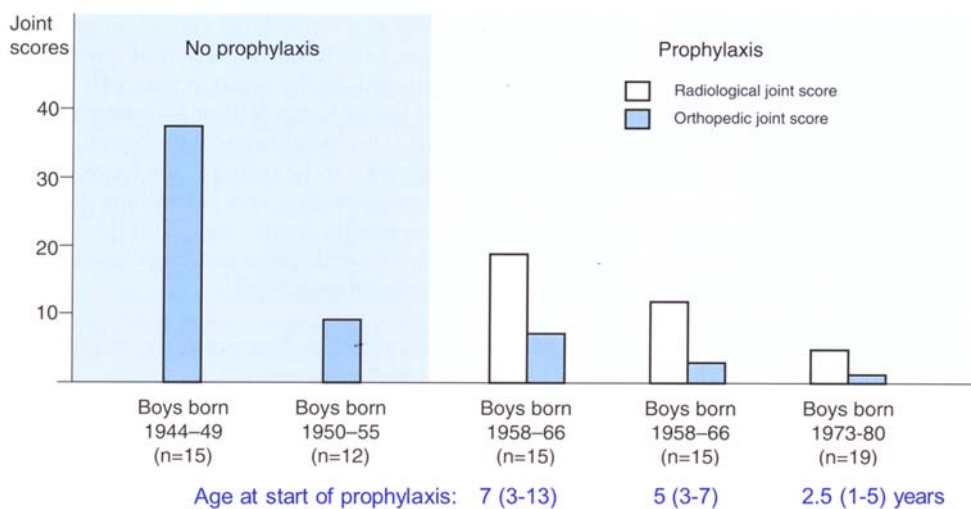 Joint
scores
No prophylaxis
Prophylaxis
Radiological joint score
Orthopedic joint score
40
30
20
10
Boys born
1944–49
(n=15)
Boys born
1950–55
(n=12)
Boys born
1958–66
(n=15)
Boys born
1958–66
(n=15)
Boys born
1973-80
(n=19)
Age at start of prophylaxis: 7 (3-13) 5 (3-7) 2.5 (1-5) years